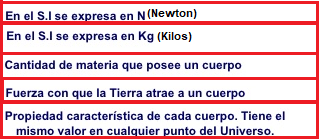 En el S.I se expresa en N (Newton)
En el S.I se expresa en Kg (Kilos)
Cantidad de materia que posee un cuerpo
Fuerza con que la Tierra atrae a un cuerpo
Propiedad característica de cada cuerpo. Tiene el
mismo valor en cualquier punto del Universo.